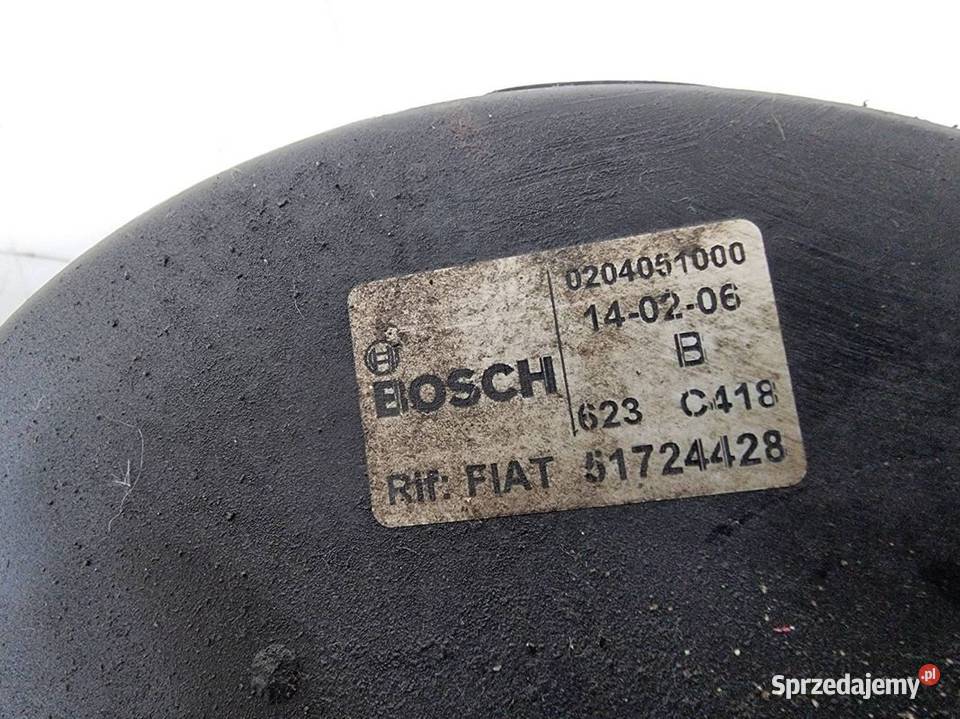 0204051000
14-02-06
B
BOSCH
623 C418
Rif: FIAT 51724428
Sprzedajemy.pl